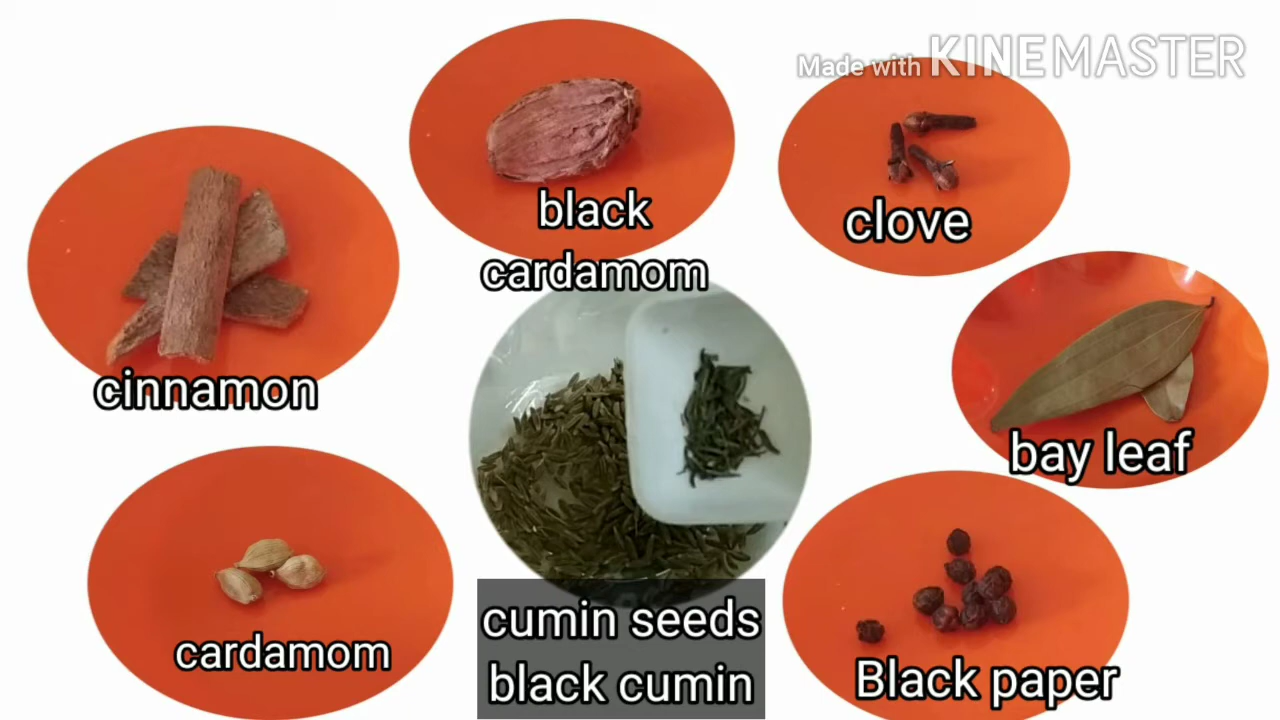 Made with KINEMASTER
black
cardamom
clove
cinnamon
bay leaf
cardamom
cumin seeds
black cumin
Black paper